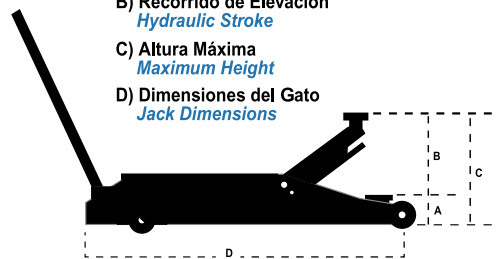 B) Recorrido de Elevación
Hydraulic Stroke
C) Altura Máxima
Maximum Height
D) Dimensiones del Gato
Jack Dimensions
B
C
A
D